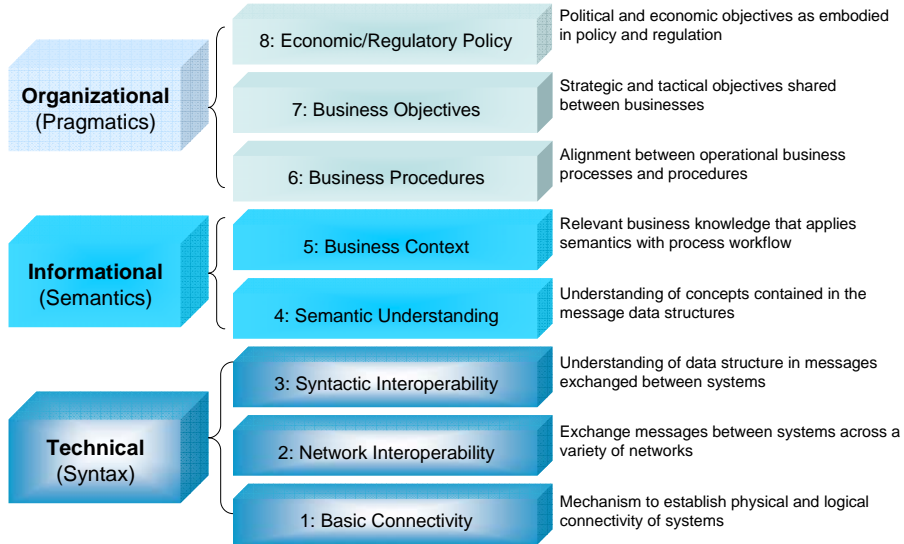 Organizational
(Pragmatics)
8: Economic/Regulatory Policy
Political and economic objectives as embodied
in policy and regulation
7: Business Objectives
Strategic and tactical objectives shared
between businesses
6: Business Procedures
Alignment between operational business
processes and procedures
Informational
(Semantics)
5: Business Context
Relevant business knowledge that applies
semantics with process workflow
4: Semantic Understanding
Understanding of concepts contained in the
message data structures
Technical
(Syntax)
3: Syntactic Interoperability
Understanding of data structure in messages
exchanged between systems
2: Network Interoperability
Exchange messages between systems across a
variety of networks
1: Basic Connectivity
Mechanism to establish physical and logical
connectivity of systems